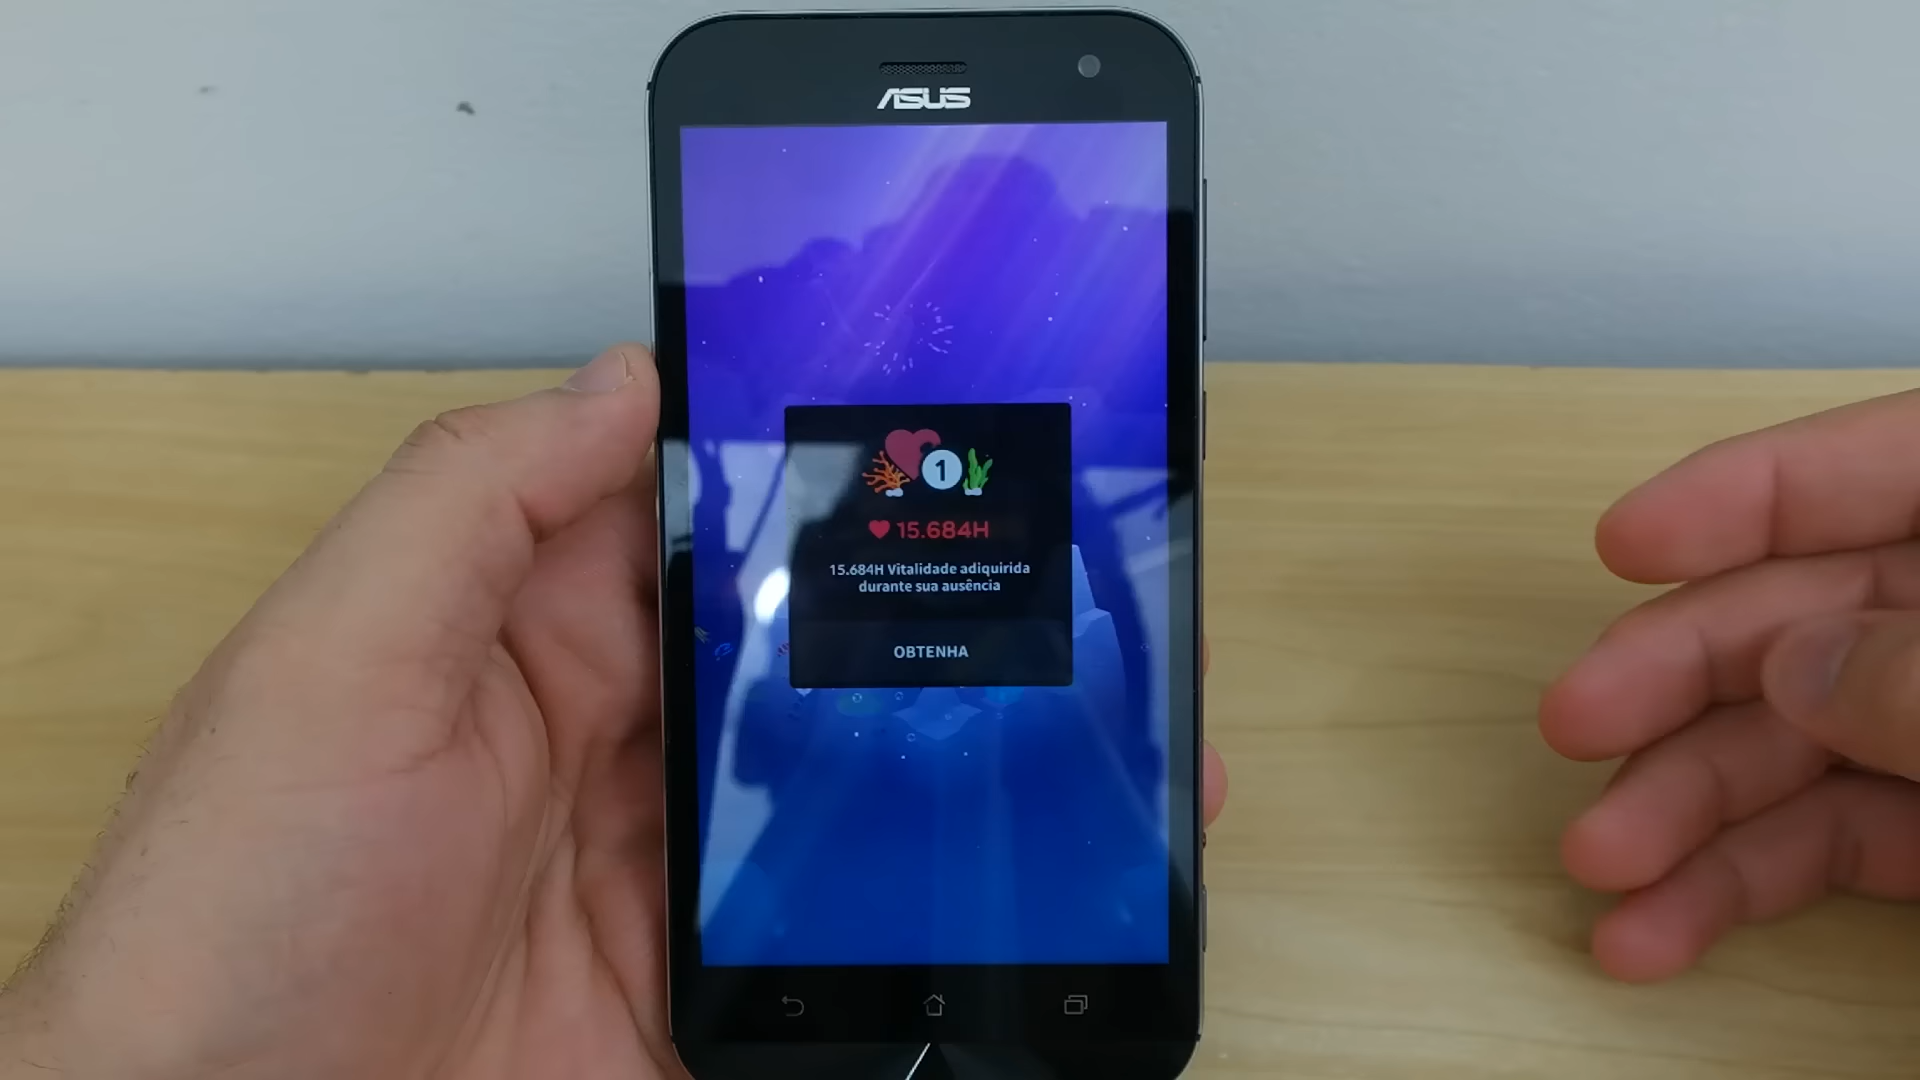 ASUS
1
15.684H
15.684H Vitalidade adiquirida
durante sua ausência
OBTENHA